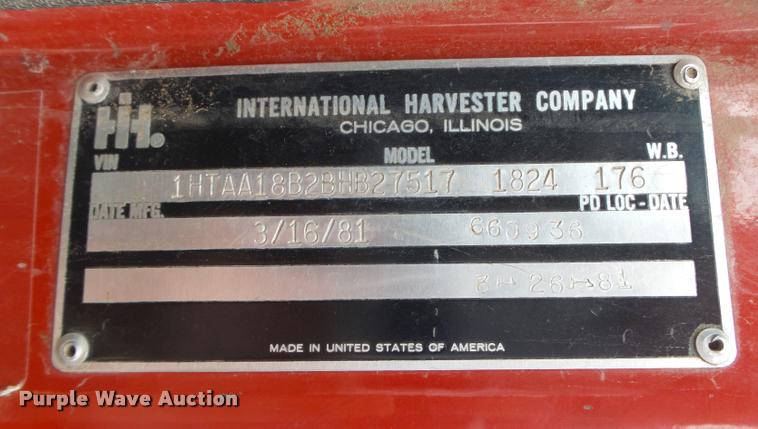 IH.
INTERNATIONAL HARVESTER COMPANY
CHICAGO, ILLINOIS
VIN MODEL W.B.
1HTAA18B2BHB27517 1824 176
DATE MFG. PD LOC-DATE
3/16/81 660936
3-26-81
MADE IN UNITED STATES OF AMERICA
Purple Wave Auction